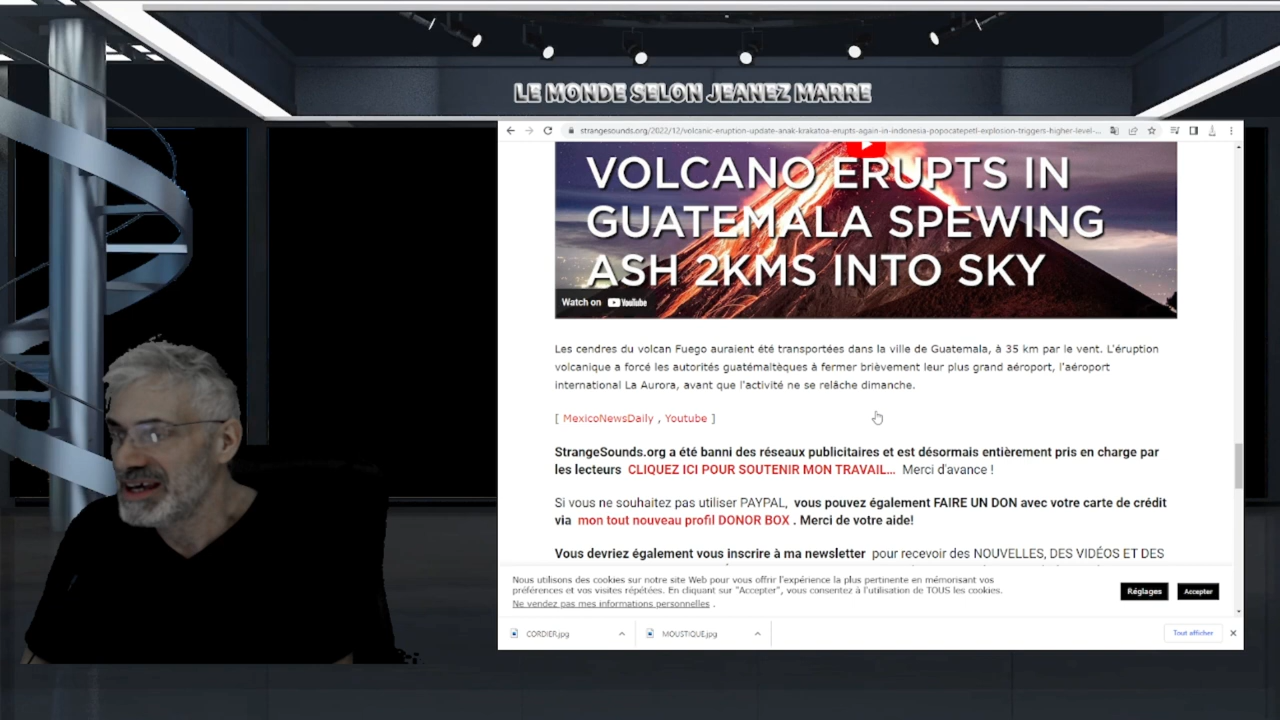 LE MONDE SELON JEANEZ MARRE
strangesounds.org/2022/12/volcanic-eruption-update-anak-krakatoa-erupts-again-in-indonesia-popocatepetl-explosion-triggers-higher-level-...
VOLCANO ERUPTS IN
GUATEMALA SPEWING
ASH 2KMS INTO SKY
Watch on YouTube
Les cendres du volcan Fuego auraient été transportées dans la ville de Guatemala, à 35 km par le vent. L'éruption
volcanique a forcé les autorités guatémaltèques à fermer brièvement leur plus grand aéroport, l'aéroport
international La Aurora, avant que l'activité ne se relâche dimanche.
[ MexicoNewsDaily , Youtube ]
StrangeSounds.org a été banni des réseaux publicitaires et est désormais entièrement pris en charge par
les lecteurs CLIQUEZ ICI POUR SOUTENIR MON TRAVAIL... Merci d'avance !
Si vous ne souhaitez pas utiliser PAYPAL, vous pouvez également FAIRE UN DON avec votre carte de crédit
via mon tout nouveau profil DONOR BOX . Merci de votre aide!
Vous devriez également vous inscrire à ma newsletter pour recevoir des NOUVELLES, DES VIDÉOS ET DES
Nous utilisons des cookies sur notre site Web pour vous offrir l'expérience la plus pertinente en mémorisant vos
préférences et vos visites répétées. En cliquant sur "Accepter", vous consentez à l'utilisation de TOUS les cookies.
Ne vendez pas mes informations personnelles .
Réglages Accepter
CORDIER.jpg MOUSTIQUE.jpg Tout afficher